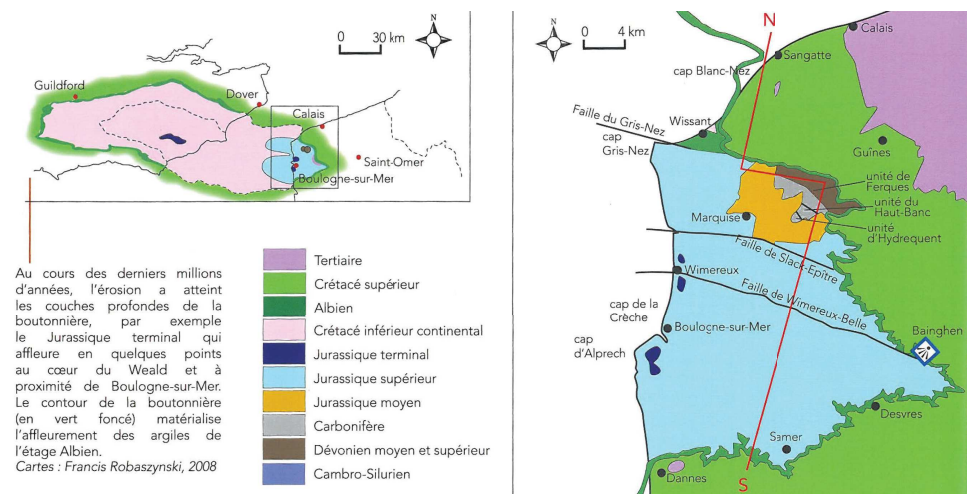 0 30 km
Guildford
Dover
Calais
Saint-Omer
Boulogne-sur-Mer
Au cours des derniers millions
d’années, l’érosion a atteint
les couches profondes de la
boutonnière, par exemple
le Jurassique terminal qui
affleure en quelques points
au cœur du Weald et à
proximité de Boulogne-sur-Mer.
Le contour de la boutonnière
(en vert foncé) matérialise
l’affleurement des argiles de
l’étage Albien.
Cartes : Francis Robaszynski, 2008
Tertiaire
Crétacé supérieur
Albien
Crétacé inférieur continental
Jurassique terminal
Jurassique supérieur
Jurassique moyen
Carbonifère
Dévonien moyen et supérieur
Cambro-Silurien
0 4 km
N
Calais
Sangatte
cap Blanc-Nez
Faille du Gris-Nez
Wissant
cap
Gris-Nez
Guînes
unité de
Ferques
unité du
Haut-Banc
unité
d’Hydrequent
Marquise
Faille de Slack-Epître
Wimereux
Faille de Wimereux-Belle
cap de la
Crèche
Boulogne-sur-Mer
cap
d’Alprech
Bainghen
Desvres
Samer
Dannes
S